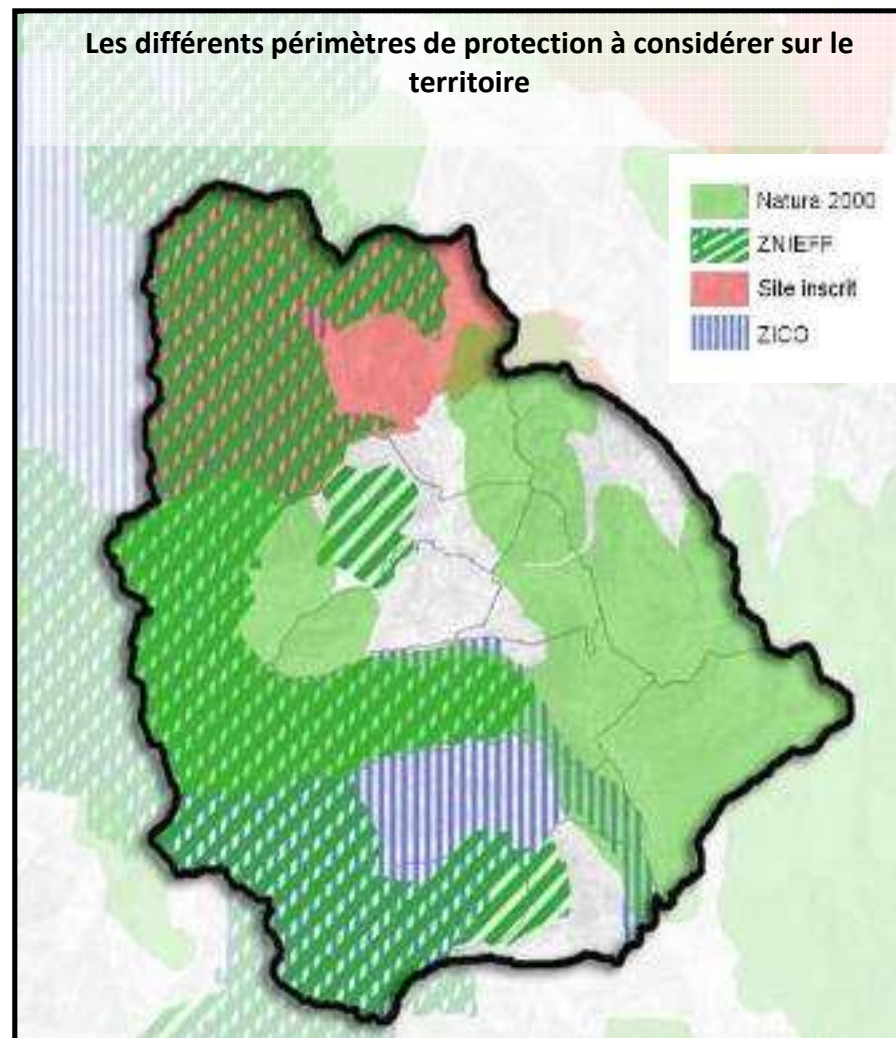 Les différents périmètres de protection à considérer sur le
territoire
Natura 2000
ZNIEFF
Site inscrit
ZICO